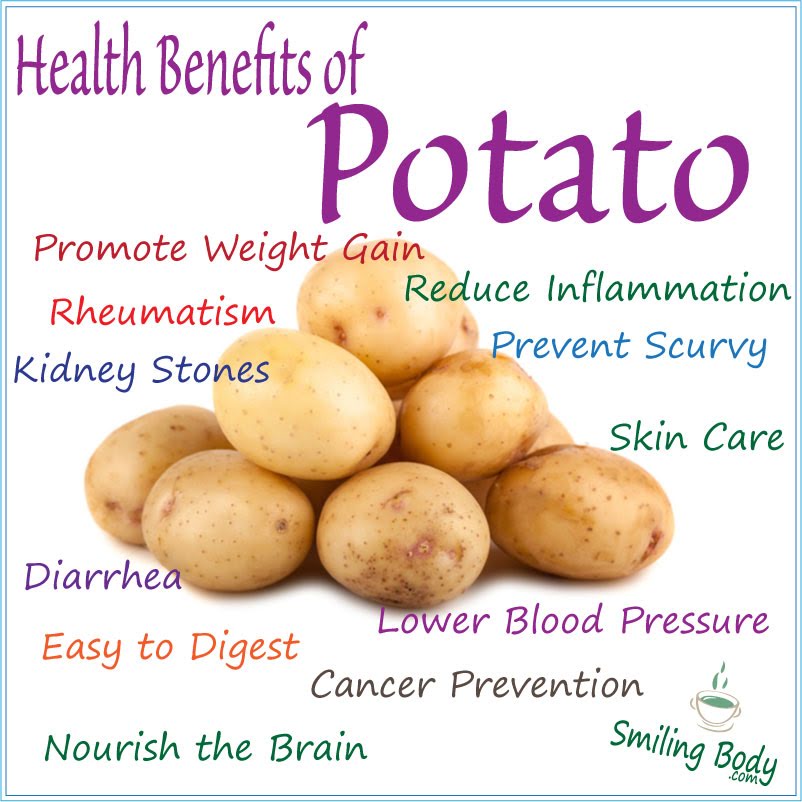 Health Benefits of
Potato
Promote Weight Gain
Reduce Inflammation
Rheumatism
Prevent Scurvy
Kidney Stones
Skin Care
Diarrhea
Lower Blood Pressure
Easy to Digest
Cancer Prevention
Nourish the Brain
Smiling Body
.com